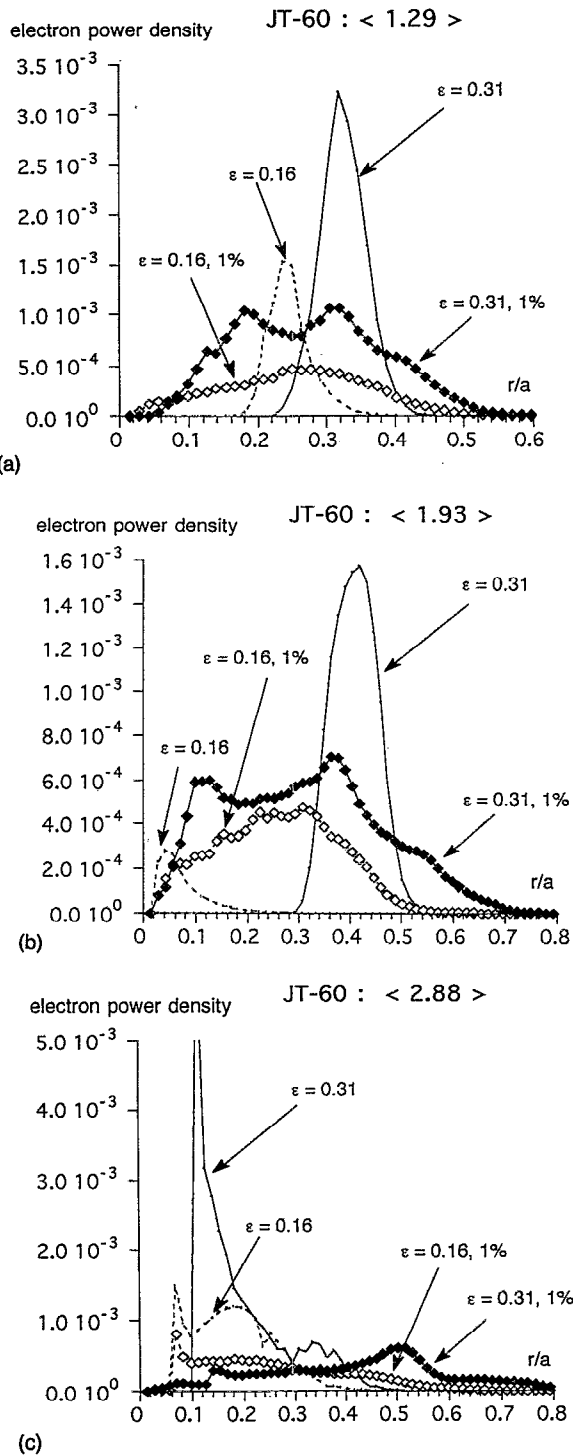 JT-60 : < 1.29 >
electron power density
3.5 10⁻³
3.0 10⁻³
2.5 10⁻³
2.0 10⁻³
1.5 10⁻³
1.0 10⁻³
5.0 10⁻⁴
0.0 10⁰
ε = 0.31
ε = 0.16
ε = 0.16, 1%
ε = 0.31, 1%
r/a
0 0.1 0.2 0.3 0.4 0.5 0.6
(a)
electron power density
JT-60 : < 1.93 >
1.6 10⁻³
1.4 10⁻³
1.2 10⁻³
1.0 10⁻³
8.0 10⁻⁴
6.0 10⁻⁴
4.0 10⁻⁴
2.0 10⁻⁴
0.0 10⁰
ε = 0.31
ε = 0.16, 1%
ε = 0.16
ε = 0.31, 1%
r/a
0 0.1 0.2 0.3 0.4 0.5 0.6 0.7 0.8
(b)
electron power density
JT-60 : < 2.88 >
5.0 10⁻³
4.0 10⁻³
3.0 10⁻³
2.0 10⁻³
1.0 10⁻³
0.0 10⁰
ε = 0.31
ε = 0.16
ε = 0.16, 1%
ε = 0.31, 1%
r/a
0 0.1 0.2 0.3 0.4 0.5 0.6 0.7 0.8
(c)